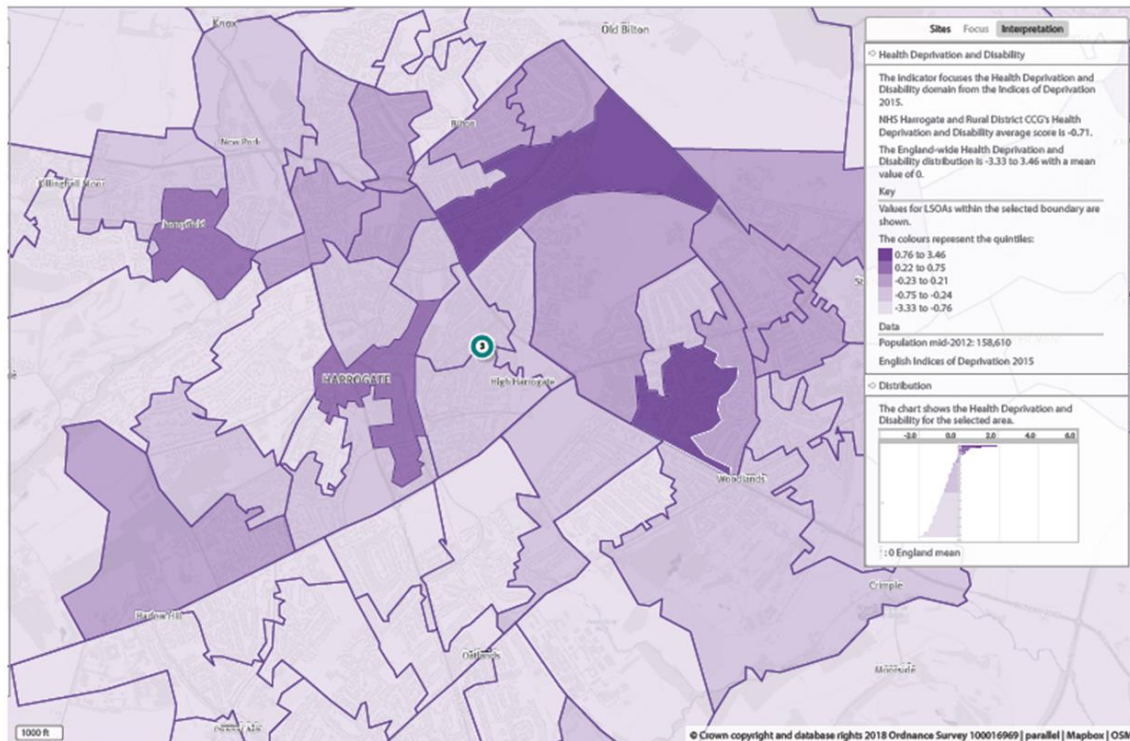 Knox
Old Bilton
Bilton
New Park
Killinghall Moor
Jennyfield
HARROGATE
3
High Harrogate
Woodlands
Harlow Hill
Oatlands
Crimple
1000 ft
Sites Focus Interpretation
Health Deprivation and Disability
The indicator focuses the Health Deprivation and
Disability domain from the Indices of Deprivation
2015.
NHS Harrogate and Rural District CCG's Health
Deprivation and Disability average score is -0.71.
The England-wide Health Deprivation and
Disability distribution is -3.33 to 3.46 with a mean
value of 0.
Key
Values for LSOAs within the selected boundary are
shown.
The colours represent the quintiles:
0.76 to 3.46
0.22 to 0.75
-0.23 to 0.21
-0.75 to -0.24
-3.33 to -0.76
Data
Population mid-2012: 158,610
English Indices of Deprivation 2015
Distribution
The chart shows the Health Deprivation and
Disability for the selected area.
-2.0 0.0 2.0 4.0 6.0
: 0 England mean
© Crown copyright and database rights 2018 Ordnance Survey 100016969 | parallel | Mapbox | OSM